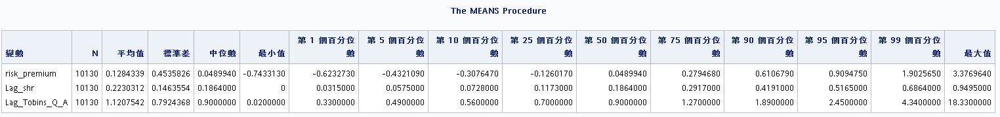 The MEANS Procedure
變數 N 平均值 標準差 中位數 最小值 第 1 個百分位數 第 5 個百分位數 第 10 個百分位數 第 25 個百分位數 第 50 個百分位數 第 75 個百分位數 第 90 個百分位數 第 95 個百分位數 第 99 個百分位數 最大值
risk_premium 10130 0.1284339 0.4535826 0.0489940 -0.7433130 -0.6232730 -0.4321090 -0.3076470 -0.1260170 0.0489940 0.2794680 0.6106790 0.9094750 1.9025650 3.3769640
Lag_shr 10130 0.2230312 0.1463554 0.1864000 0 0.0315000 0.0575000 0.0728000 0.1173000 0.1864000 0.2917000 0.4191000 0.5165000 0.6864000 0.9495000
Lag_Tobins_Q_A 10130 1.1207542 0.7924368 0.9000000 0.0200000 0.3300000 0.4900000 0.5600000 0.7000000 0.9000000 1.2700000 1.8900000 2.4500000 4.3400000 18.3300000